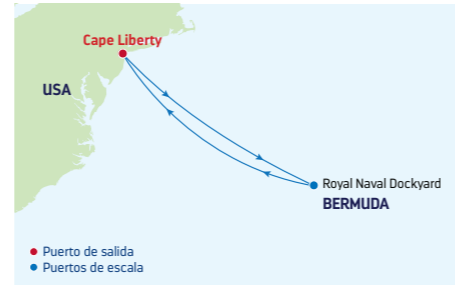 Cape Liberty
USA
Royal Naval Dockyard
BERMUDA
Puerto de salida
Puertos de escala